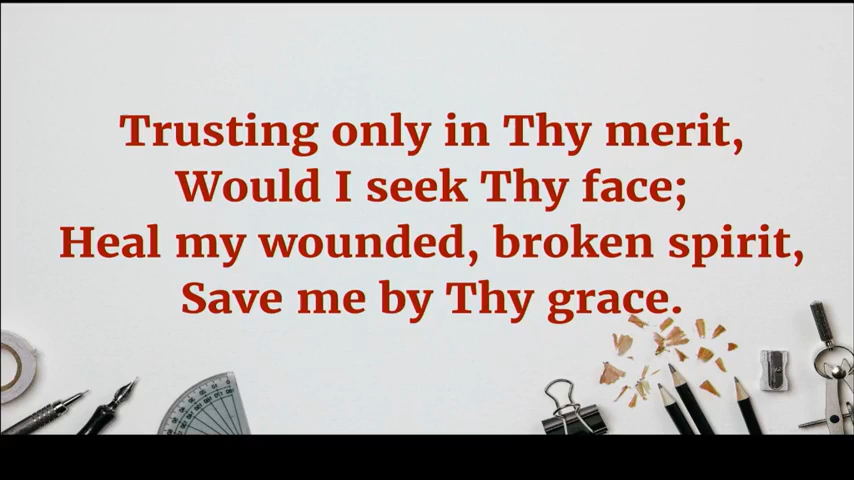 Trusting only in Thy merit,
Would I seek Thy face;
Heal my wounded, broken spirit,
Save me by Thy grace.